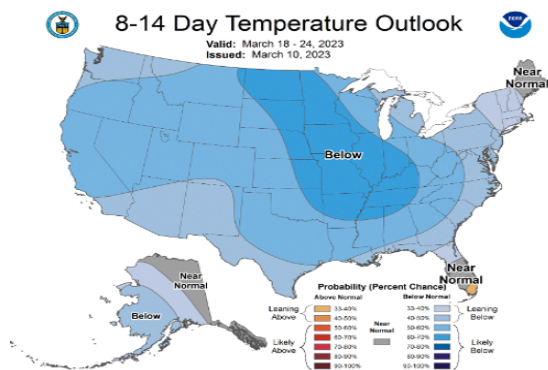 8-14 Day Temperature Outlook
Valid: March 18 - 24, 2023
Issued: March 10, 2023
Near
Normal
Below
Near
Normal
Near
Normal
Below
Probability (Percent Chance)
Above Normal
Below Normal
Leaning
Above
33-40%
40-50%
Near
Normal
33-40%
40-50%
Leaning
Below
Likely
Above
50-60%
60-70%
70-80%
80-90%
90-100%
50-60%
60-70%
70-80%
80-90%
90-100%
Likely
Below